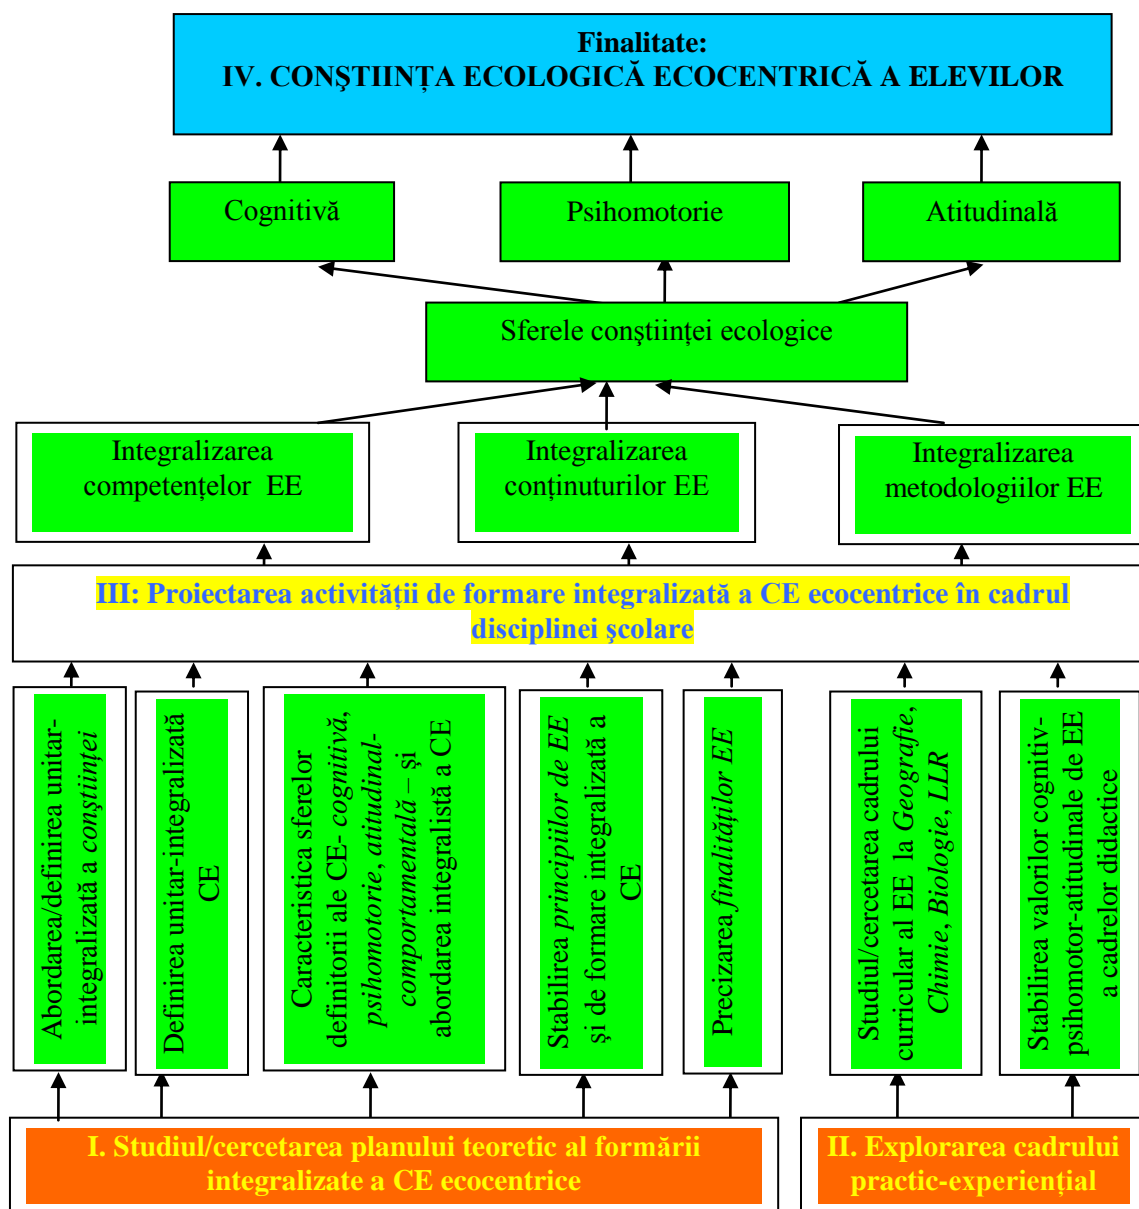 Finalitate:
IV. CONŞTIINȚA ECOLOGICĂ ECOCENTRICĂ A ELEVILOR
Cognitivă
Psihomotorie
Atitudinală
Sferele conştiinței ecologice
Integralizarea
competențelor EE
Integralizarea
conținuturilor EE
Integralizarea
metodologiilor EE
III: Proiectarea activității de formare integralizată a CE ecocentrice în cadrul
disciplinei şcolare
Abordarea/definirea unitar-
integralizată a conştiinței
Definirea unitar-integralizată
CE
Caracteristica sferelor
definitorii ale CE- cognitivă,
psihomotorie, atitudinal-
comportamentală – şi
abordarea integralistă a CE
Stabilirea principiilor de EE
şi de formare integralizată a
CE
Precizarea finalităților EE
Studiul/cercetarea cadrului
curricular al EE la Geografie,
Chimie, Biologie, LLR
Stabilirea valorilor cognitiv-
psihomotor-atitudinale de EE
a cadrelor didactice
I. Studiul/cercetarea planului teoretic al formării
integralizate a CE ecocentrice
II. Explorarea cadrului
practic-experiențial